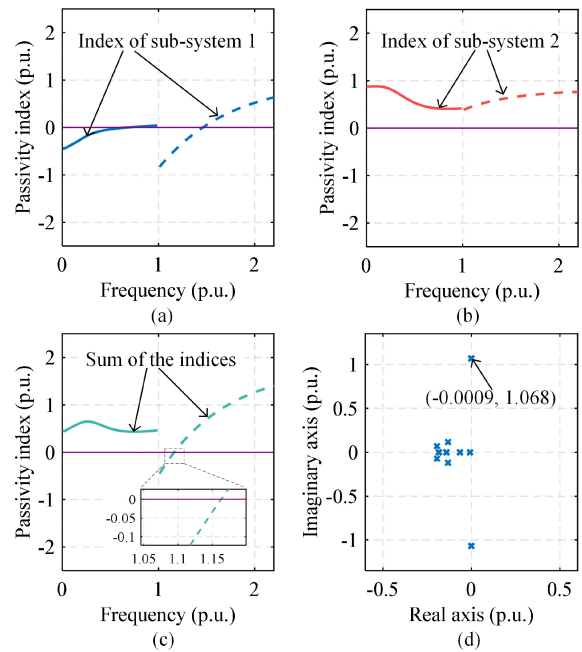 2
Index of sub-system 1
1
0
-1
-2
Passivity index (p.u.)
0
1
2
Frequency (p.u.)
(a)
2
Index of sub-system 2
1
0
-1
-2
Passivity index (p.u.)
0
1
2
Frequency (p.u.)
(b)
2
Sum of the indices
1
0
-1
-2
Passivity index (p.u.)
0
-0.05
-0.1
1.05
1.1
1.15
0
1
2
Frequency (p.u.)
(c)
1
(-0.0009, 1.068)
0.5
0
-0.5
-1
Imaginary axis (p.u.)
-0.5
0
0.5
Real axis (p.u.)
(d)